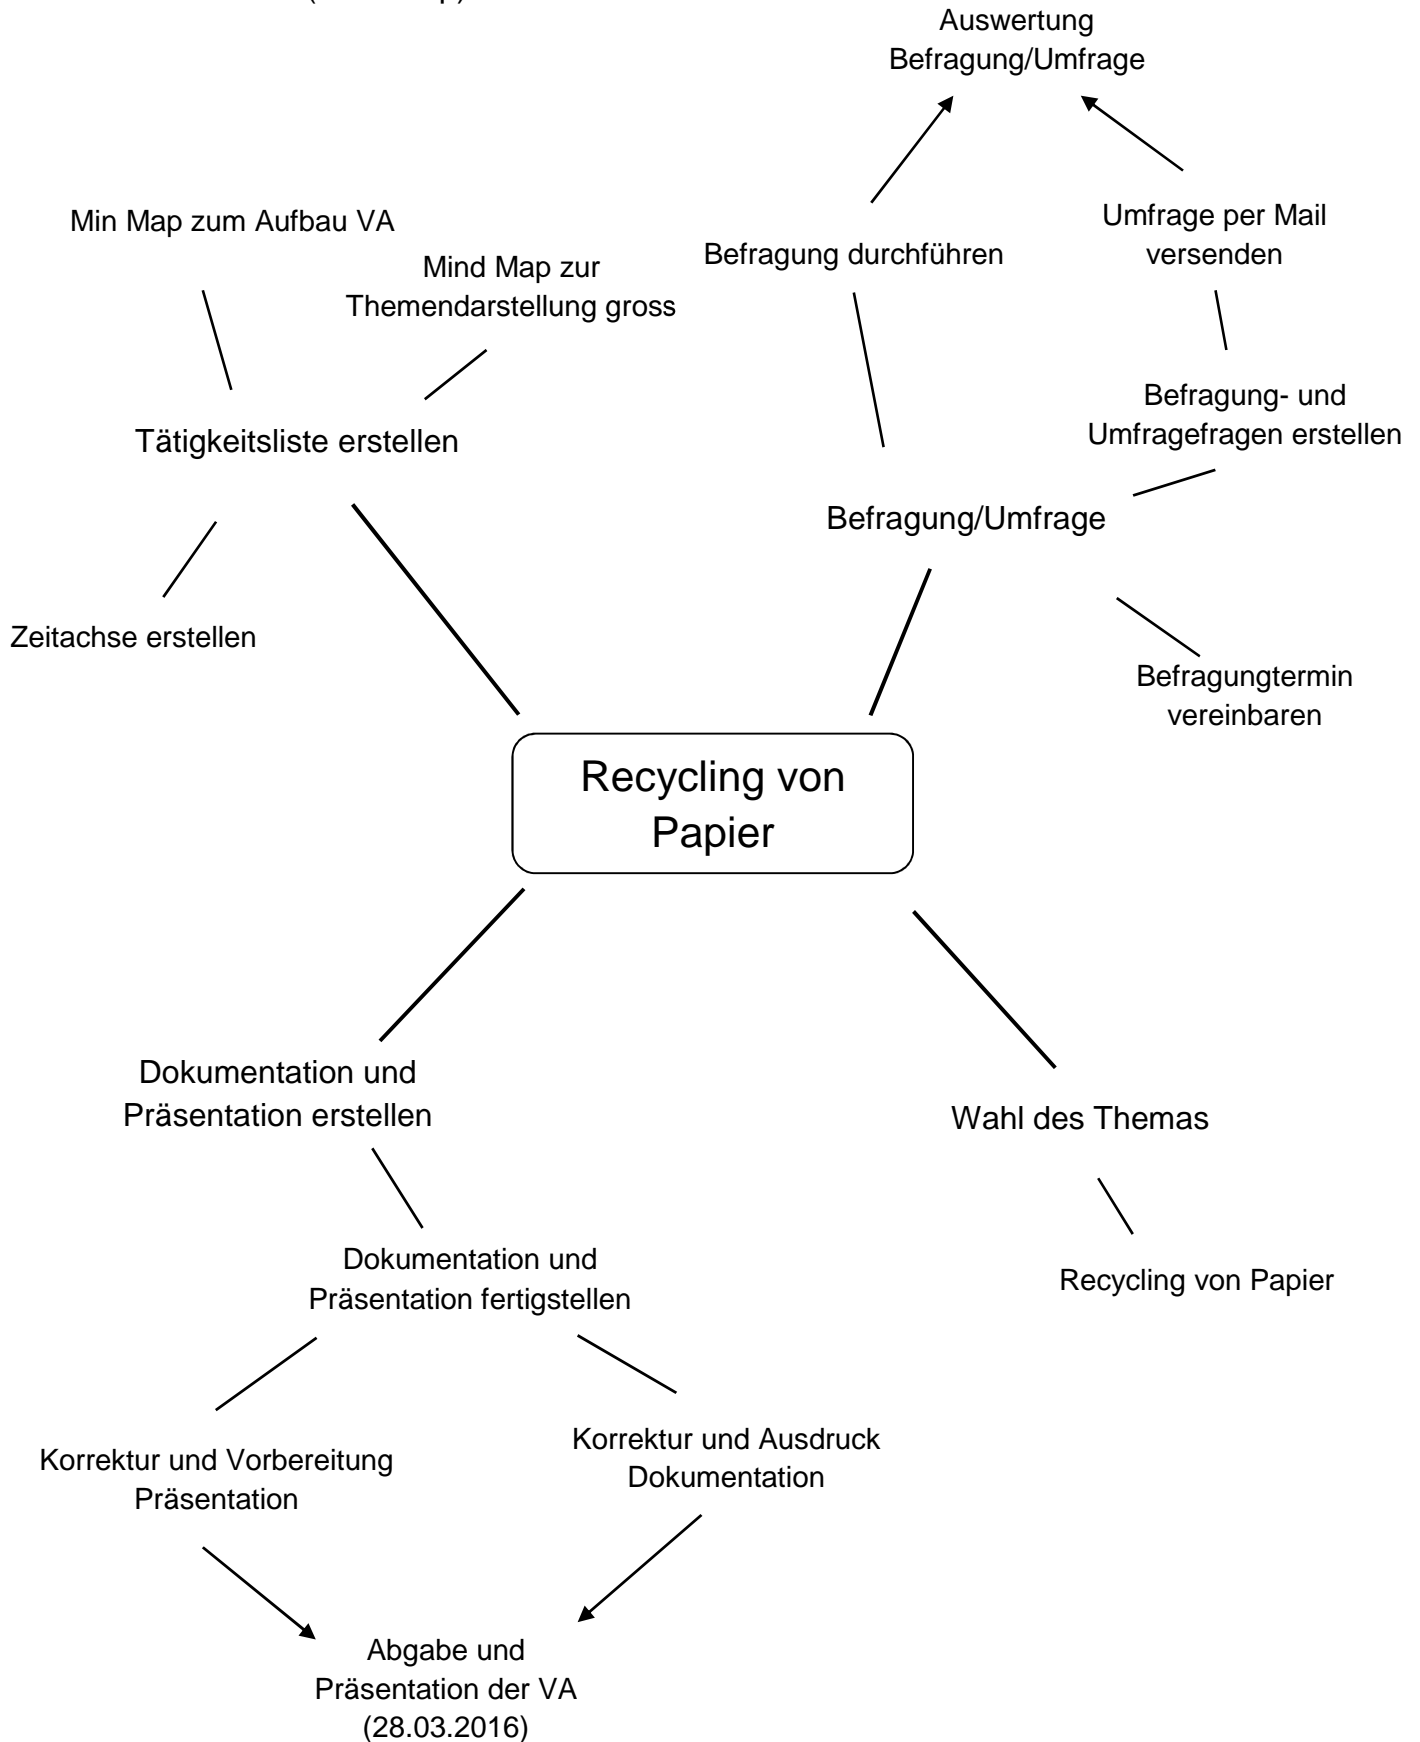 Auswertung
Befragung/Umfrage
Min Map zum Aufbau VA
Mind Map zur
Themendarstellung gross
Befragung durchführen
Umfrage per Mail
versenden
Befragung- und
Umfragefragen erstellen
Tätigkeitsliste erstellen
Befragung/Umfrage
Zeitachse erstellen
Befragungtermin
vereinbaren
Recycling von
Papier
Dokumentation und
Präsentation erstellen
Wahl des Themas
Dokumentation und
Präsentation fertigstellen
Recycling von Papier
Korrektur und Vorbereitung
Präsentation
Korrektur und Ausdruck
Dokumentation
Abgabe und
Präsentation der VA
(28.03.2016)